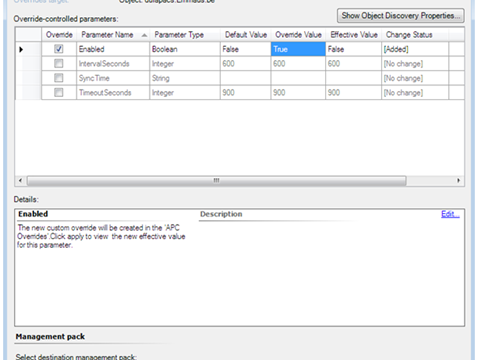 Overrides target: Object:
Override-controlled parameters:
Show Object Discovery Properties...
Override Parameter Name Parameter Type Default Value Override Value Effective Value Change Status
Enabled Boolean False True False [Added]
IntervalSeconds Integer 600 600 600 [No change]
SyncTime String [No change]
TimeoutSeconds Integer 900 900 900 [No change]
Details:
Enabled Description Edit...
The new custom override will be created in the 'APC
Overrides'.Click apply to view the new effective value
for this parameter.
Management pack
Select destination management pack: